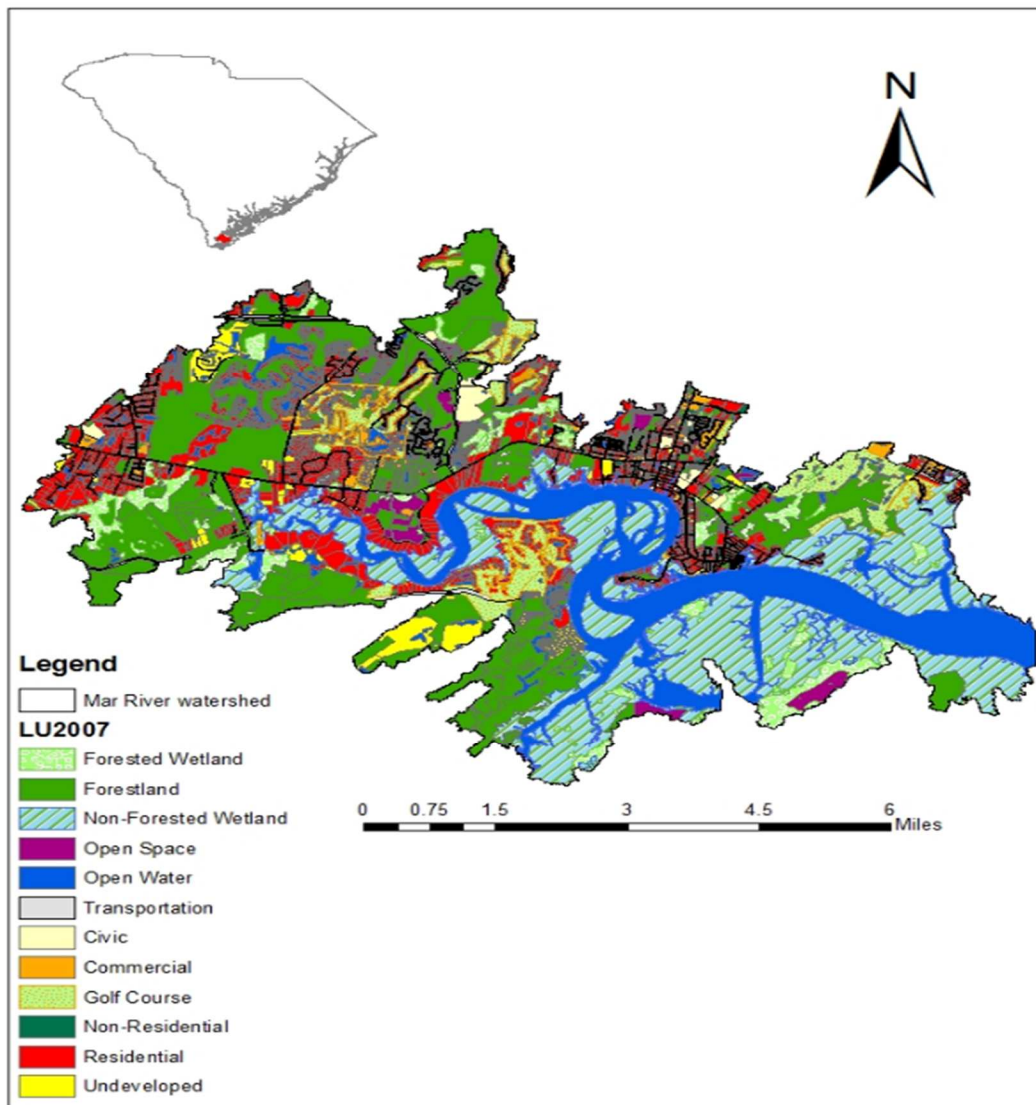 N
Legend
Mar River watershed
LU2007
Forested Wetland
Forestland
Non-Forested Wetland
Open Space
Open Water
Transportation
Civic
Commercial
Golf Course
Non-Residential
Residential
Undeveloped
0 0.75 1.5 3 4.5 6
Miles